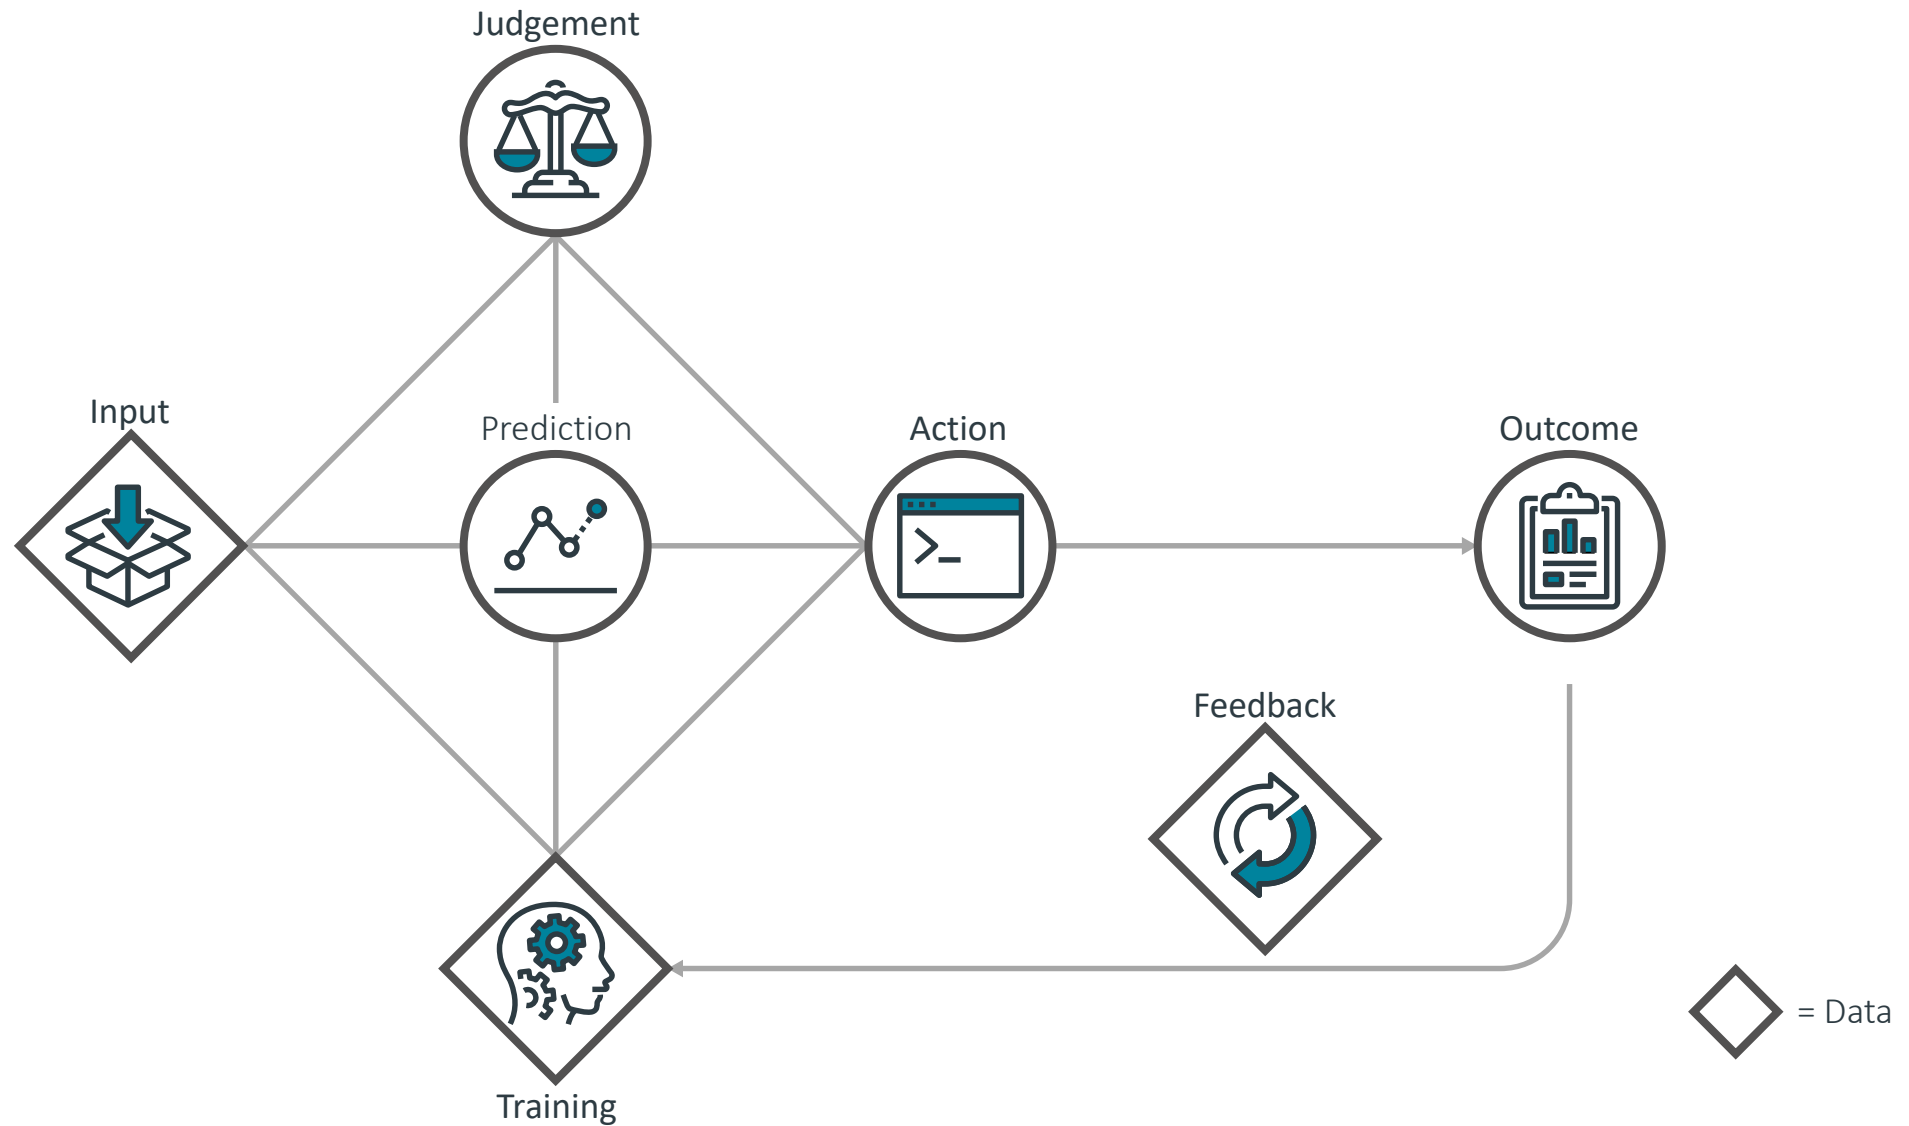 Judgement
Input
Prediction
Action
Outcome
Feedback
= Data
Training